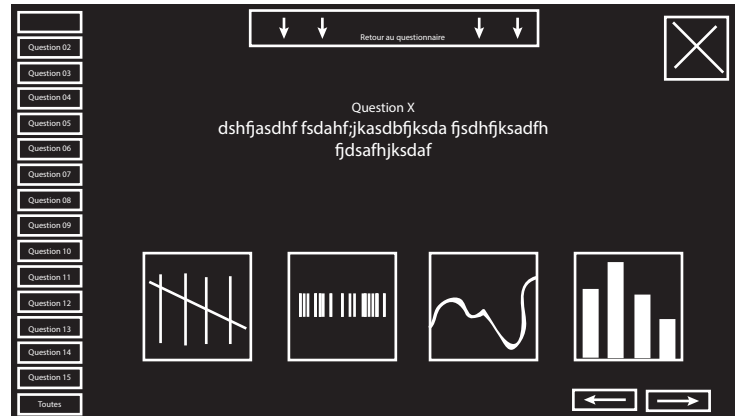 Question 02
Question 03
Question 04
Question 05
Question 06
Question 07
Question 08
Question 09
Question 10
Question 11
Question 12
Question 13
Question 14
Question 15
Toutes
Retour au questionnaire
Question X
dshfjasdhf fsdahf;jkasdbfjksda fjsdhfjksadfh
fjdsafhjksdaf